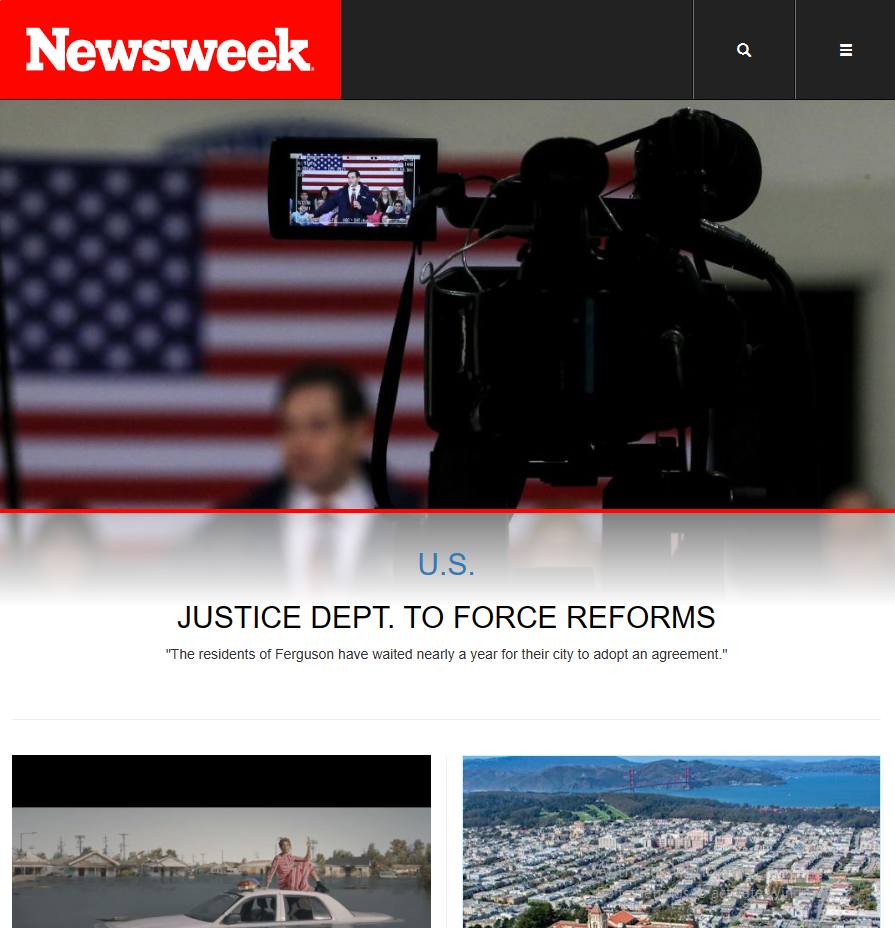 Newsweek
U.S.
JUSTICE DEPT. TO FORCE REFORMS
"The residents of Ferguson have waited nearly a year for their city to adopt an agreement."